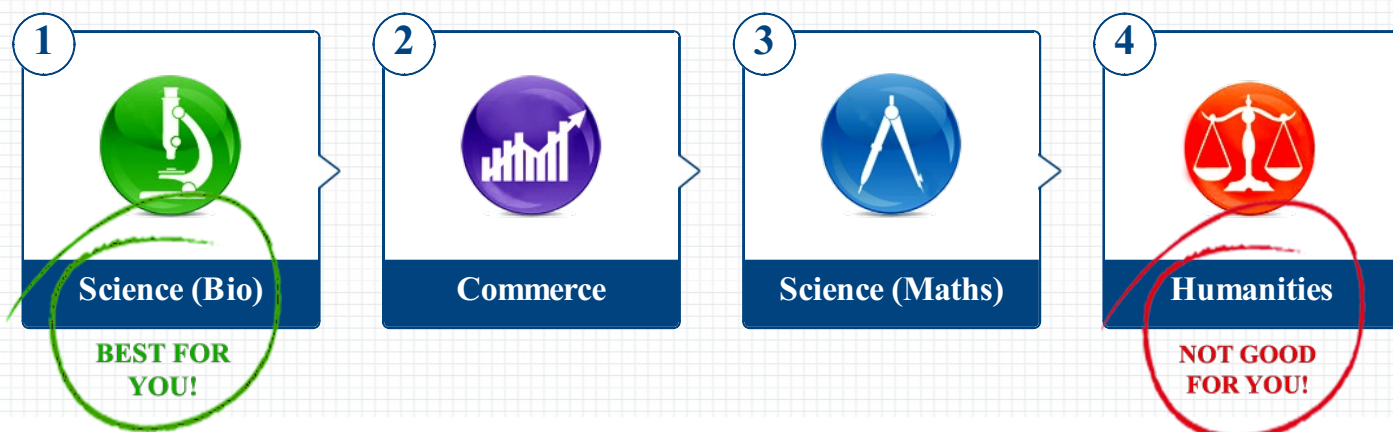 1
2
3
4
Science (Bio)
Commerce
Science (Maths)
Humanities
BEST FOR
YOU!
NOT GOOD
FOR YOU!